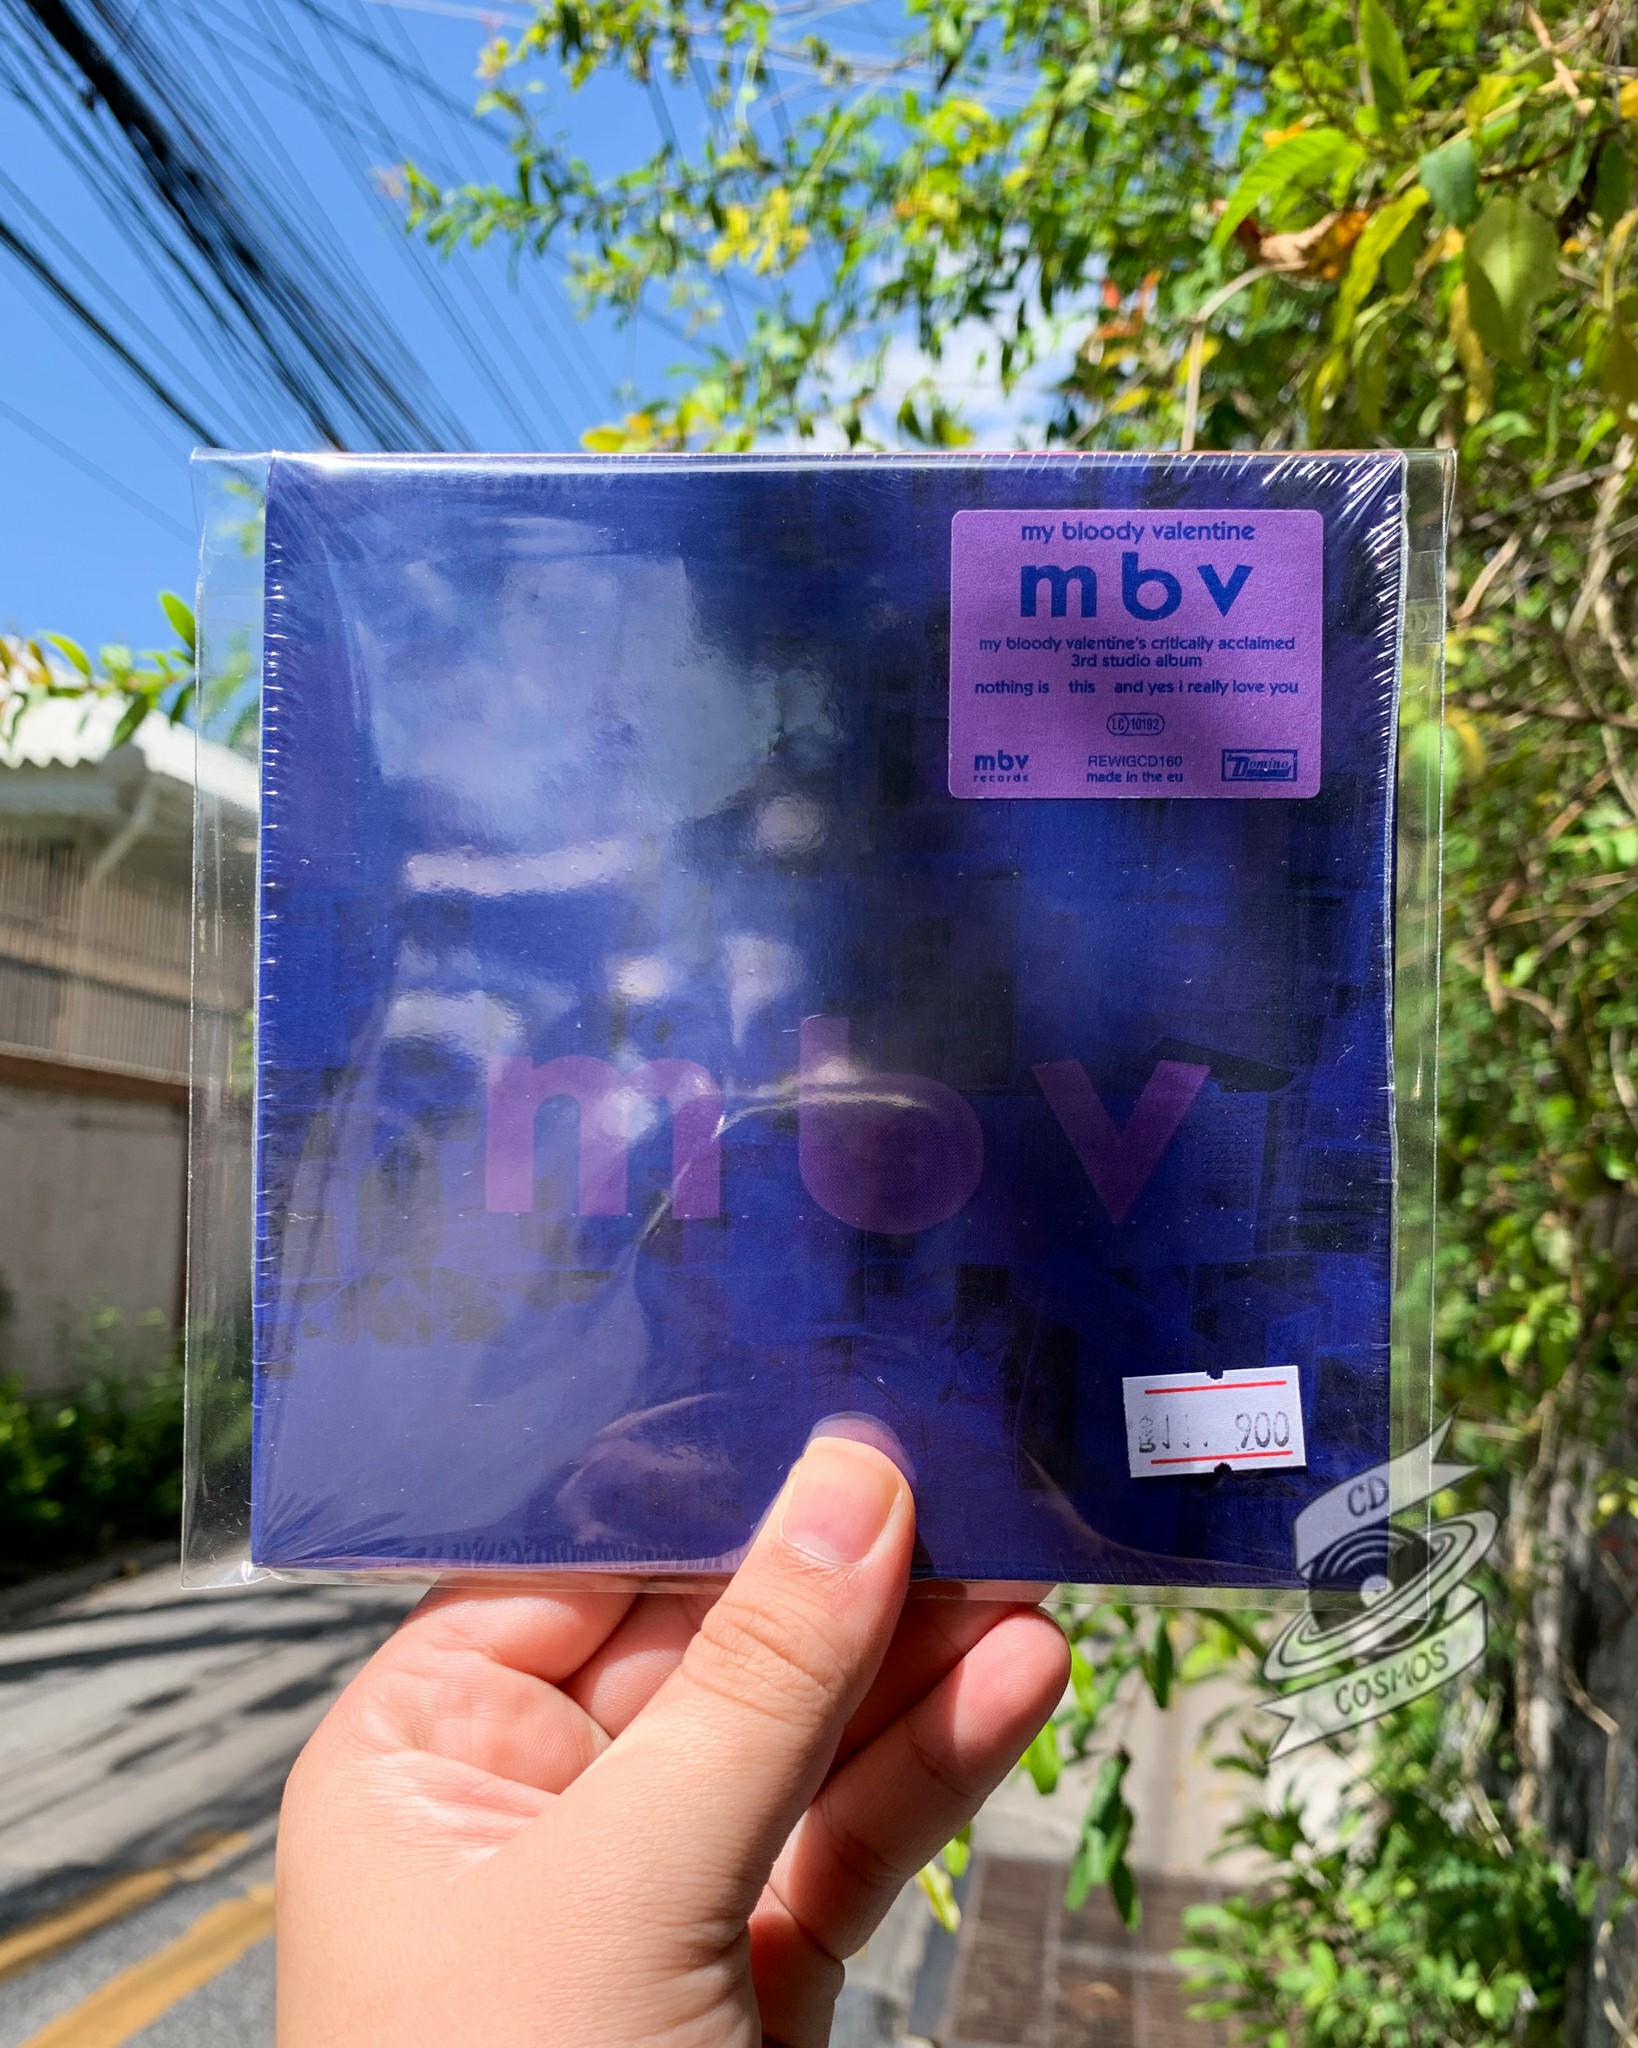 my bloody valentine
mbv
my bloody valentine's critically acclaimed
3rd studio album
nothing is this and yes i really love you
LC 10192
mbv
records
REWIGCD160
made in the eu
Domino
mbv
900
CD
COSMOS